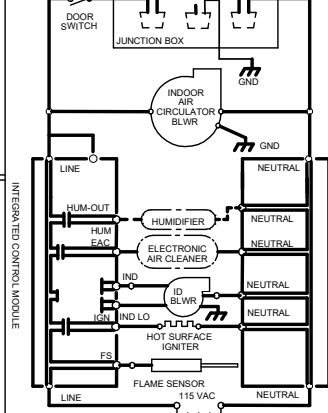 DOOR
SWITCH
JUNCTION BOX
GND
INDOOR
AIR
CIRCULATOR
BLWR
GND
LINE
NEUTRAL
INTEGRATED CONTROL MODULE
HUM-OUT
HUMIDIFIER
NEUTRAL
HUM
EAC
ELECTRONIC
AIR CLEANER
NEUTRAL
IND
ID
BLWR
NEUTRAL
IGN
IND LO
NEUTRAL
HOT SURFACE
IGNITER
FS
FLAME SENSOR
LINE
115 VAC
NEUTRAL